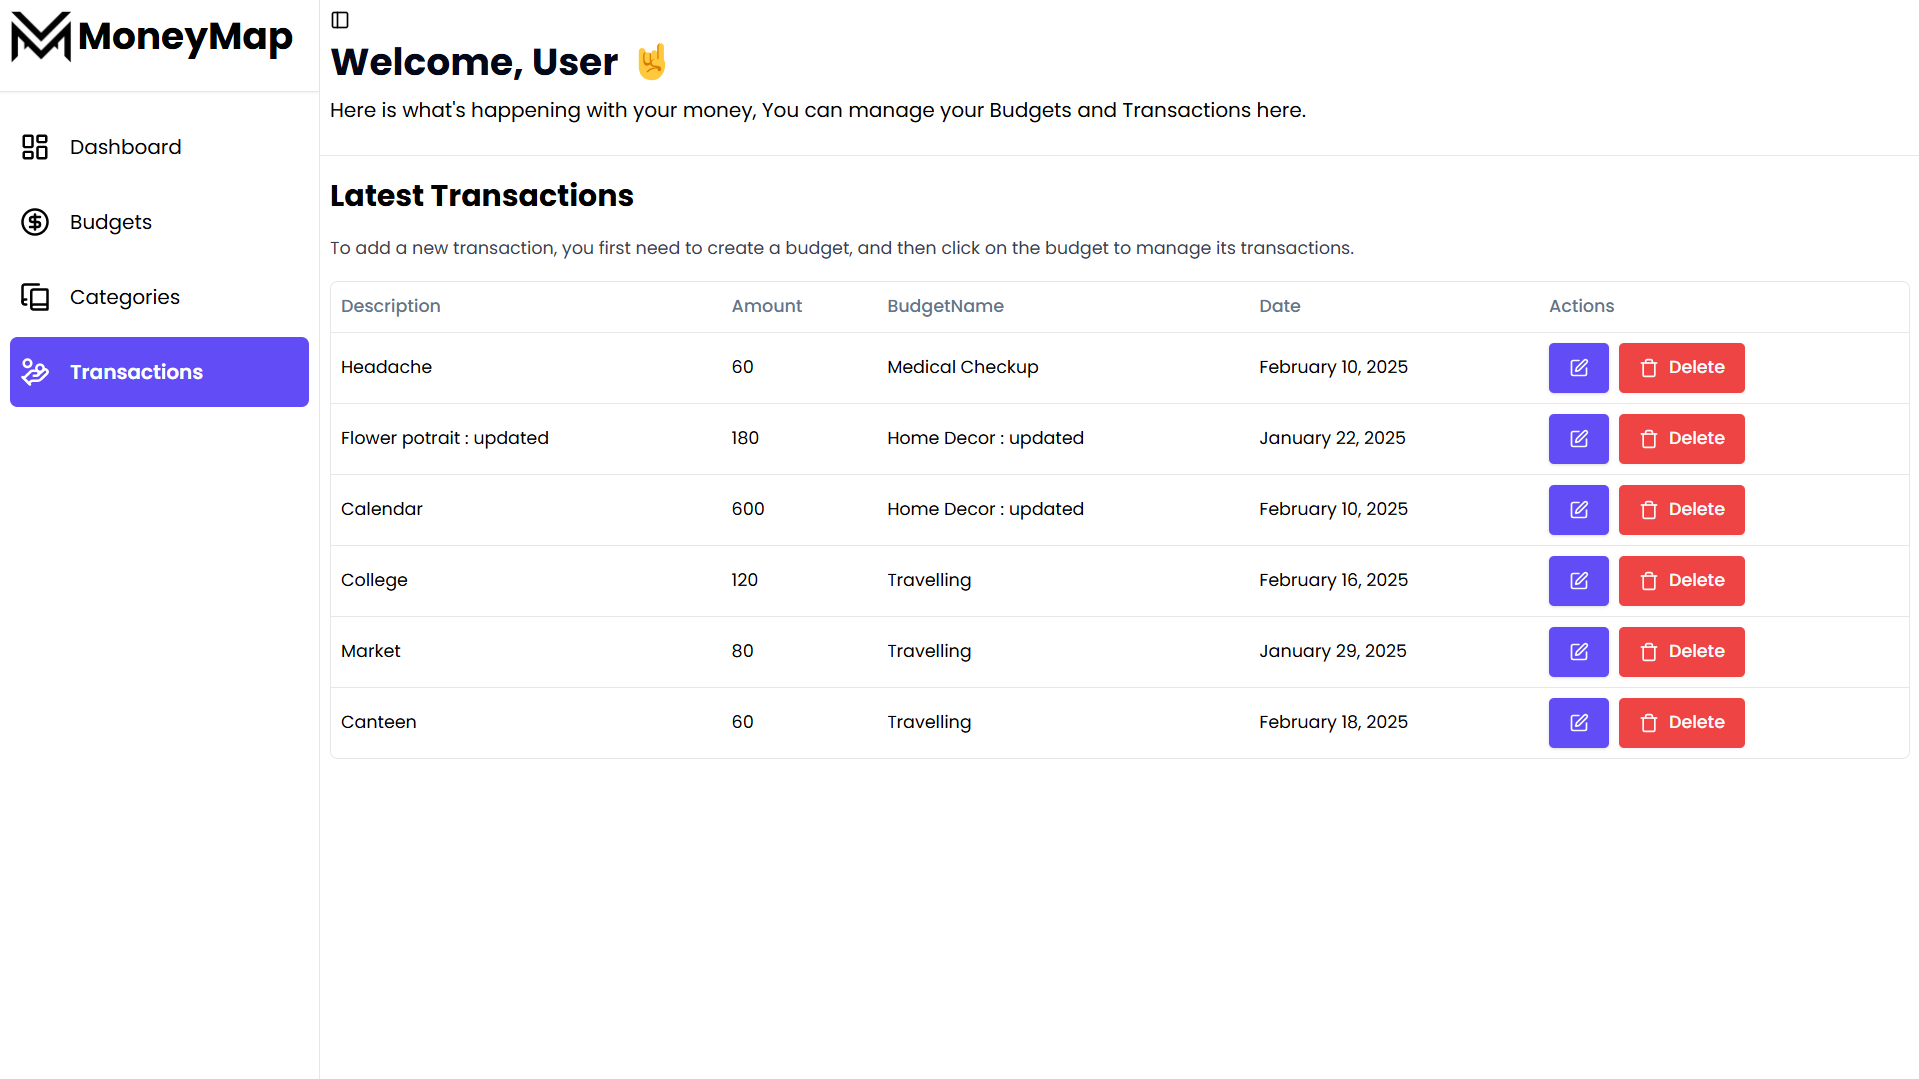 MoneyMap
Dashboard
Budgets
Categories
Transactions
Welcome, User 🤘
Here is what's happening with your money, You can manage your Budgets and Transactions here.
Latest Transactions
To add a new transaction, you first need to create a budget, and then click on the budget to manage its transactions.
Description Amount BudgetName Date Actions
Headache 60 Medical Checkup February 10, 2025 Delete
Flower potrait : updated 180 Home Decor : updated January 22, 2025 Delete
Calendar 600 Home Decor : updated February 10, 2025 Delete
College 120 Travelling February 16, 2025 Delete
Market 80 Travelling January 29, 2025 Delete
Canteen 60 Travelling February 18, 2025 Delete